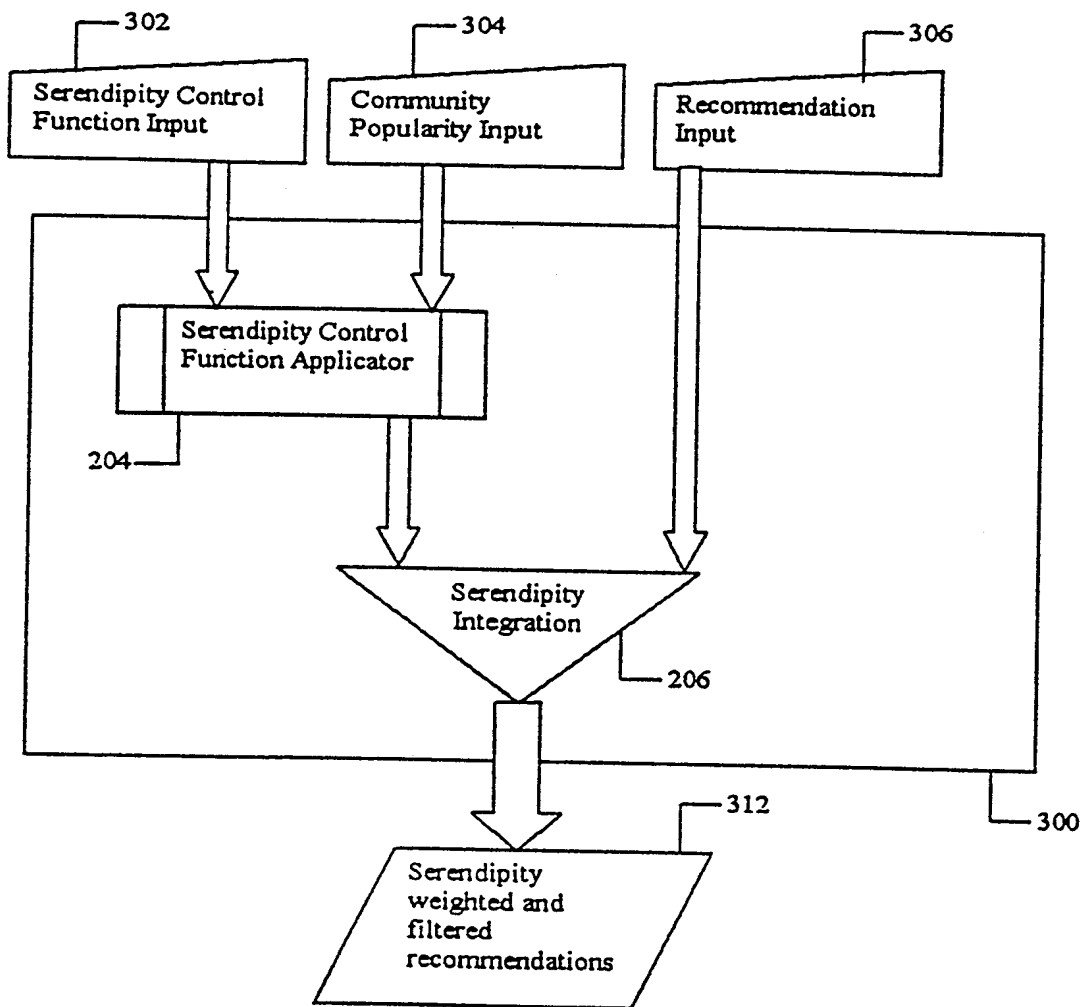 302
304
306
Serendipity Control
Function Input
Community
Popularity Input
Recommendation
Input
Serendipity Control
Function Applicator
204
Serendipity
Integration
206
300
312
Serendipity
weighted and
filtered
recommendations